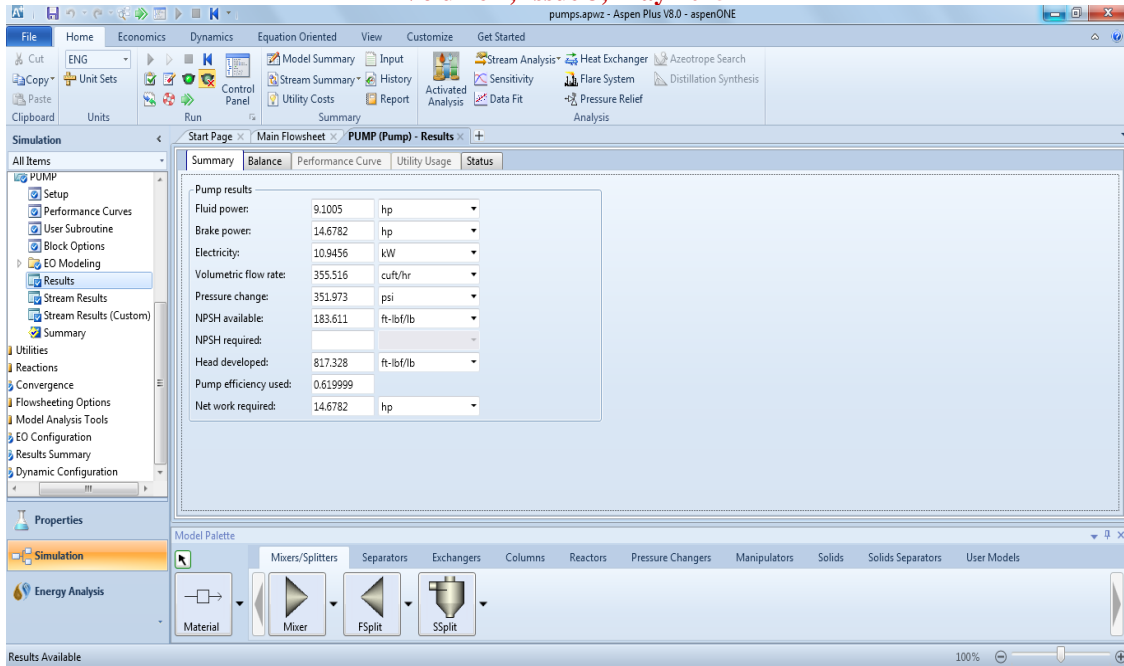 pumps.apwz - Aspen Plus V8.0 - aspenONE
File Home Economics Dynamics Equation Oriented View Customize Get Started
Cut ENG Model Summary Input Stream Analysis Heat Exchanger Azeotrope Search
Copy Unit Sets Stream Summary History Sensitivity Flare System Distillation Synthesis
Paste Control Panel Utility Costs Report Activated Analysis Data Fit Pressure Relief
Clipboard Units Run Summary Analysis
Simulation
Start Page Main Flowsheet PUMP (Pump) - Results +
All Items
Summary Balance Performance Curve Utility Usage Status
PUMP
Setup
Performance Curves
User Subroutine
Block Options
EO Modeling
Results
Stream Results
Stream Results (Custom)
Summary
Utilities
Reactions
Convergence
Flowsheeting Options
Model Analysis Tools
EO Configuration
Results Summary
Dynamic Configuration
Pump results
Fluid power: 9.1005 hp
Brake power: 14.6782 hp
Electricity: 10.9456 kW
Volumetric flow rate: 355.516 cuft/hr
Pressure change: 351.973 psi
NPSH available: 183.611 ft-lbf/lb
NPSH required:
Head developed: 817.328 ft-lbf/lb
Pump efficiency used: 0.619999
Net work required: 14.6782 hp
Properties
Simulation
Energy Analysis
Model Palette
Mixers/Splitters Separators Exchangers Columns Reactors Pressure Changers Manipulators Solids Solids Separators User Models
Material Mixer FSplit SSplit
Results Available 100%